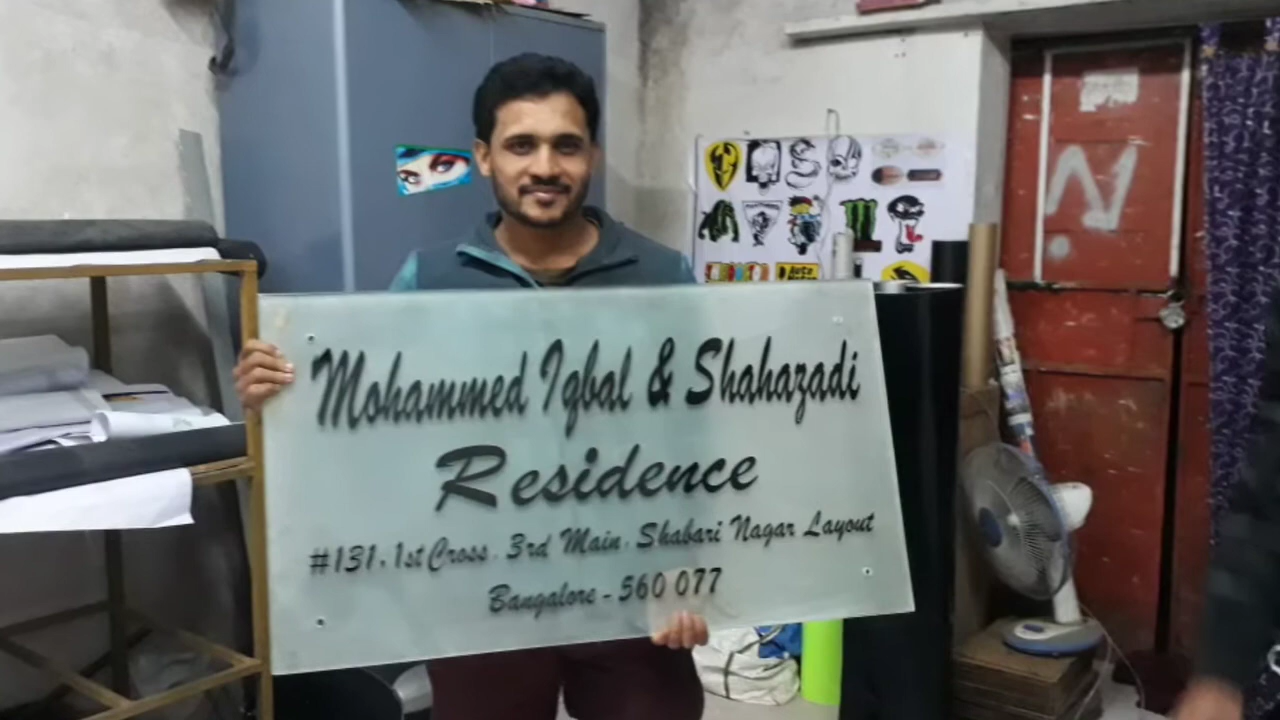 Mohammed Iqbal & Shahazadi
Residence
#131, 1st Cross, 3rd Main, Shabari Nagar Layout
Bangalore - 560 077